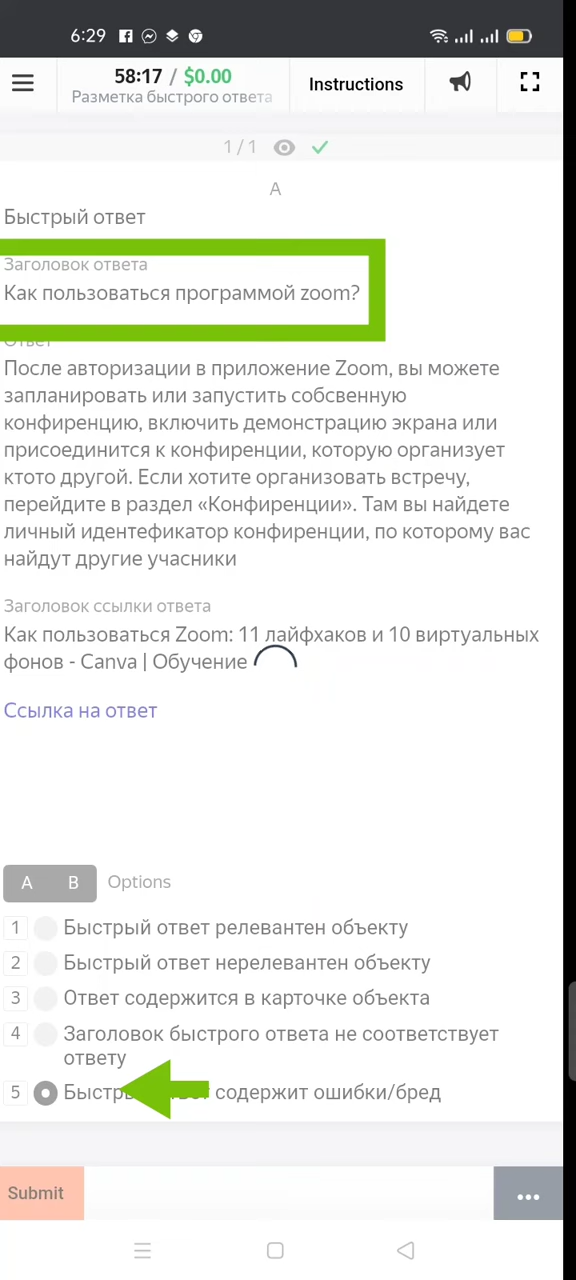 6:29
58:17 / $0.00
Разметка быстрого ответа
Instructions
1 / 1
A
Быстрый ответ
Заголовок ответа
Как пользоваться программой zoom?
Ответ
После авторизации в приложение Zoom, вы можете
запланировать или запустить собсвенную
конфиренцию, включить демонстрацию экрана или
присоединится к конфиренции, которую организует
ктото другой. Если хотите организовать встречу,
перейдите в раздел «Конфиренции». Там вы найдете
личный идентефикатор конфиренции, по которому вас
найдут другие учасники
Заголовок ссылки ответа
Как пользоваться Zoom: 11 лайфхаков и 10 виртуальных
фонов - Canva | Обучение
Ссылка на ответ
A B Options
1 Быстрый ответ релевантен объекту
2 Быстрый ответ нерелевантен объекту
3 Ответ содержится в карточке объекта
4 Заголовок быстрого ответа не соответствует
ответу
5 содержит ошибки/бред
Submit